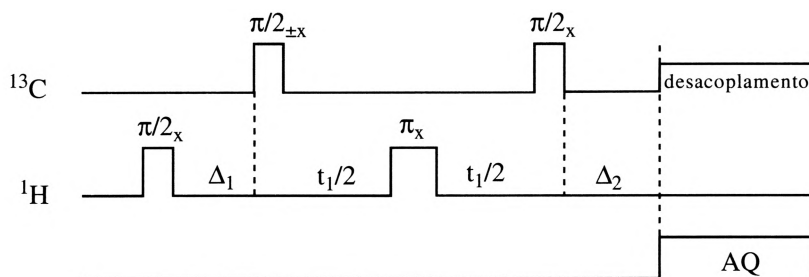 π/2±x π/2x
¹³C desacoplamento
π/2x πx
¹H Δ₁ t₁/2 t₁/2 Δ₂
AQ